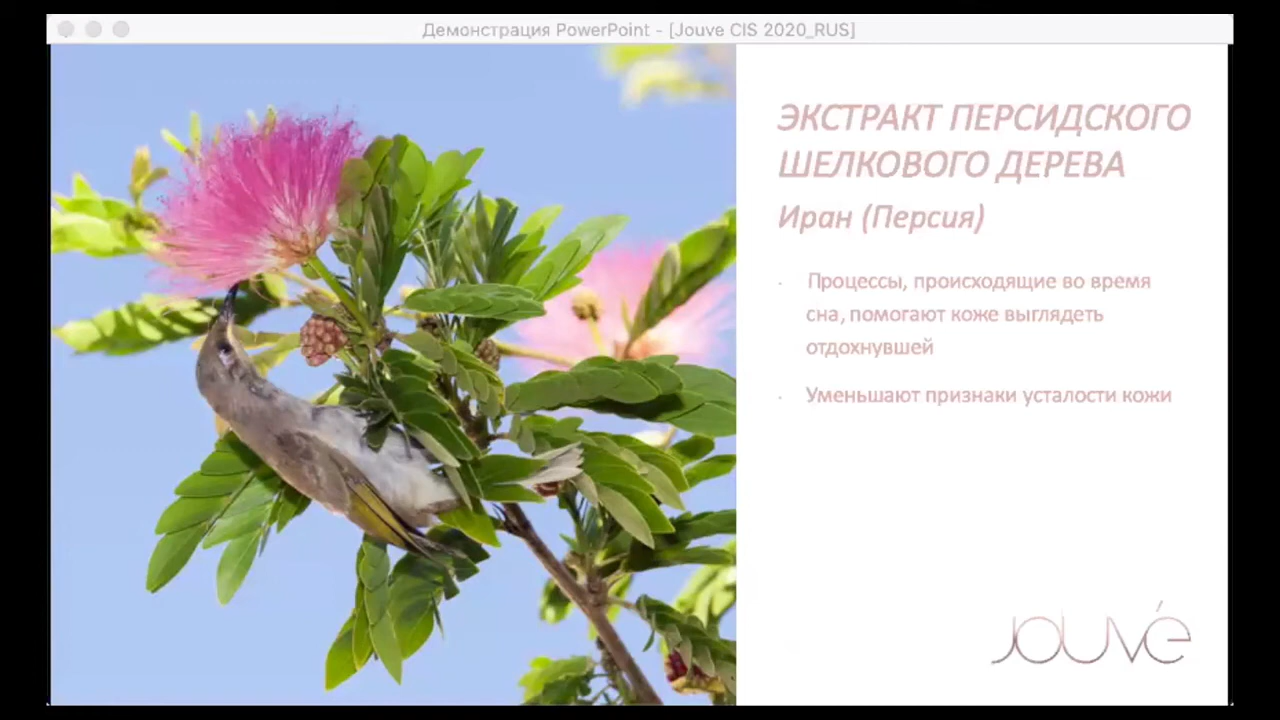 Демонстрация PowerPoint - [Jouve CIS 2020_RUS]
ЭКСТРАКТ ПЕРСИДСКОГО
ШЕЛКОВОГО ДЕРЕВА
Иран (Персия)
Процессы, происходящие во время
сна, помогают коже выглядеть
отдохнувшей
Уменьшают признаки усталости кожи
JOUVÉ